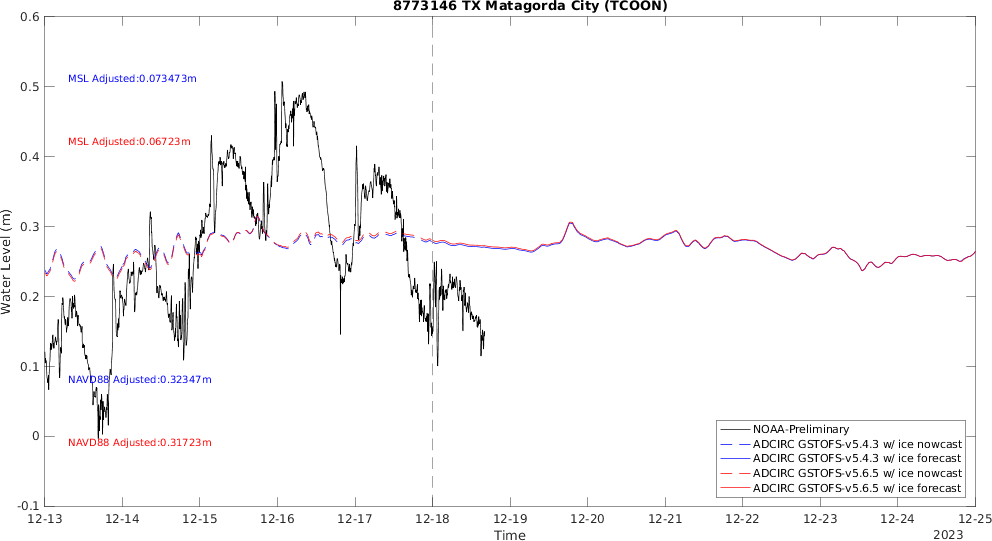 8773146 TX Matagorda City (TCOON)
0.6
0.5
0.4
0.3
0.2
0.1
0
-0.1
Water Level (m)
MSL Adjusted:0.073473m
MSL Adjusted:0.06723m
NAVD88 Adjusted:0.32347m
NAVD88 Adjusted:0.31723m
NOAA-Preliminary
ADCIRC GSTOFS-v5.4.3 w/ ice nowcast
ADCIRC GSTOFS-v5.4.3 w/ ice forecast
ADCIRC GSTOFS-v5.6.5 w/ ice nowcast
ADCIRC GSTOFS-v5.6.5 w/ ice forecast
12-13 12-14 12-15 12-16 12-17 12-18 12-19 12-20 12-21 12-22 12-23 12-24 12-25
Time
2023